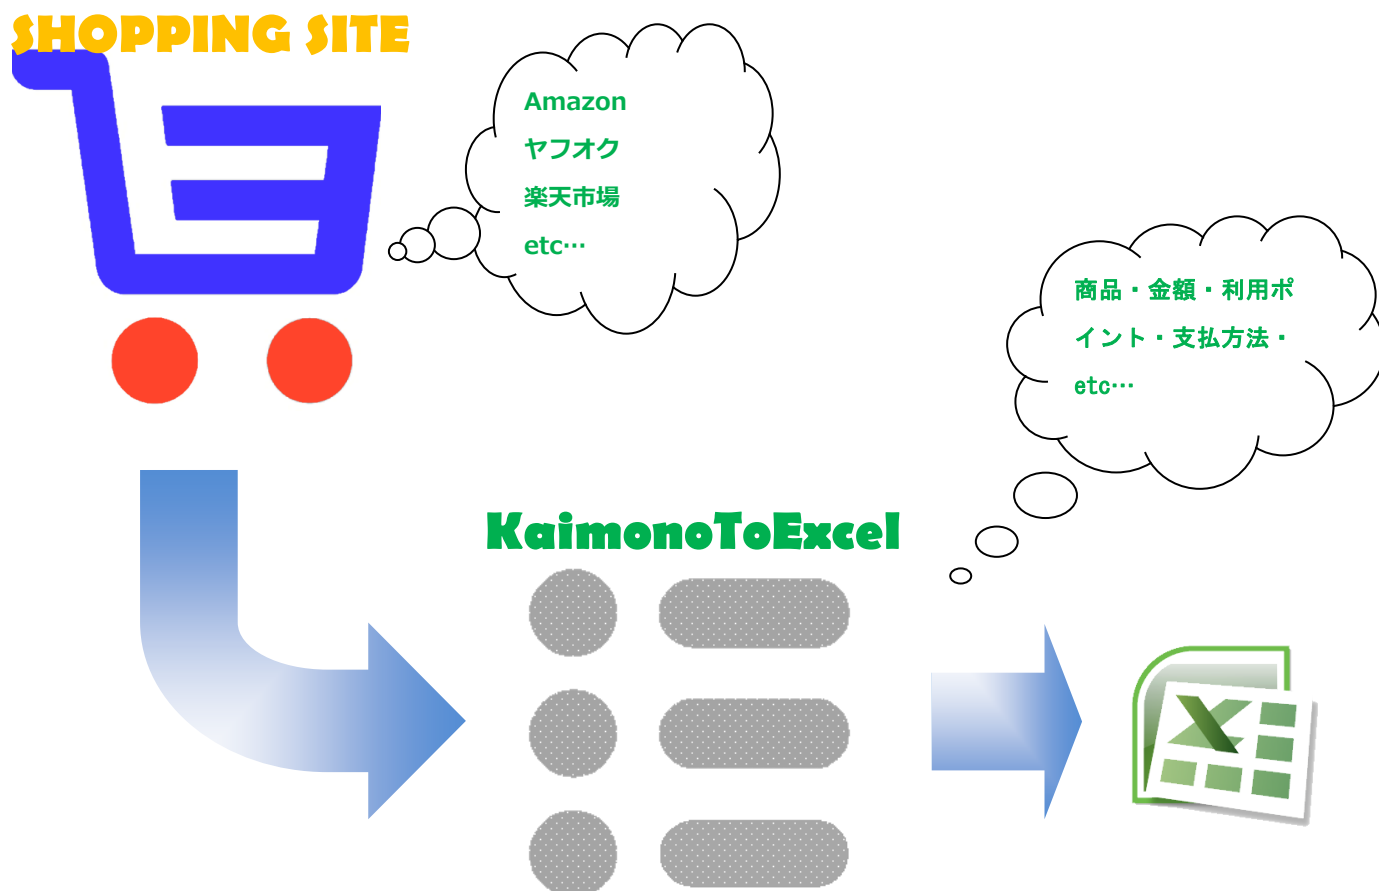 SHOPPING SITE
Amazon
ヤフオク
楽天市場
etc…
商品・金額・利用ポ
イント・支払方法・
etc…
KaimonoToExcel